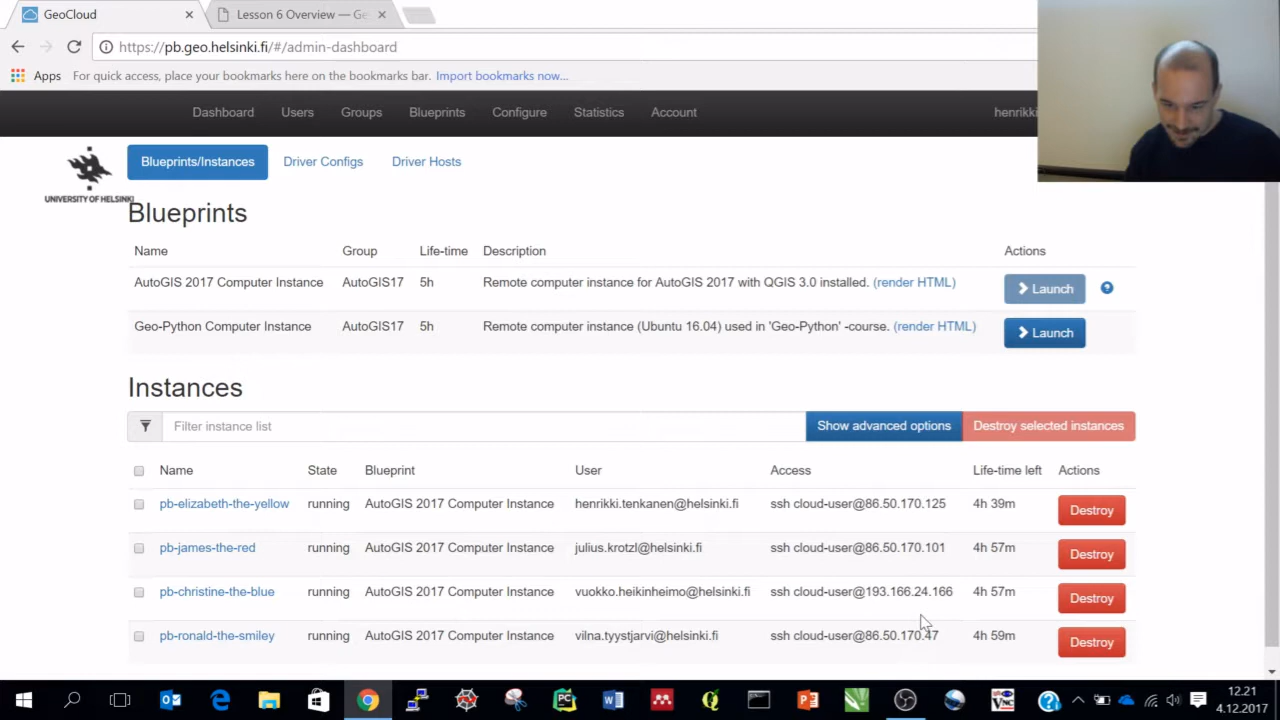 GeoCloud
Lesson 6 Overview — Ge
https://pb.geo.helsinki.fi/#/admin-dashboard
Apps For quick access, place your bookmarks here on the bookmarks bar. Import bookmarks now...
Dashboard Users Groups Blueprints Configure Statistics Account henrikki
UNIVERSITY OF HELSINKI
Blueprints/Instances Driver Configs Driver Hosts
Blueprints
Name Group Life-time Description Actions
AutoGIS 2017 Computer Instance AutoGIS17 5h Remote computer instance for AutoGIS 2017 with QGIS 3.0 installed. (render HTML) Launch ?
Geo-Python Computer Instance AutoGIS17 5h Remote computer instance (Ubuntu 16.04) used in 'Geo-Python' -course. (render HTML) Launch
Instances
Filter instance list Show advanced options Destroy selected instances
Name State Blueprint User Access Life-time left Actions
pb-elizabeth-the-yellow running AutoGIS 2017 Computer Instance henrikki.tenkanen@helsinki.fi ssh cloud-user@86.50.170.125 4h 39m Destroy
pb-james-the-red running AutoGIS 2017 Computer Instance julius.krotzl@helsinki.fi ssh cloud-user@86.50.170.101 4h 57m Destroy
pb-christine-the-blue running AutoGIS 2017 Computer Instance vuokko.heikinheimo@helsinki.fi ssh cloud-user@193.166.24.166 4h 57m Destroy
pb-ronald-the-smiley running AutoGIS 2017 Computer Instance vilna.tyystjarvi@helsinki.fi ssh cloud-user@86.50.170.47 4h 59m Destroy
12.21
4.12.2017